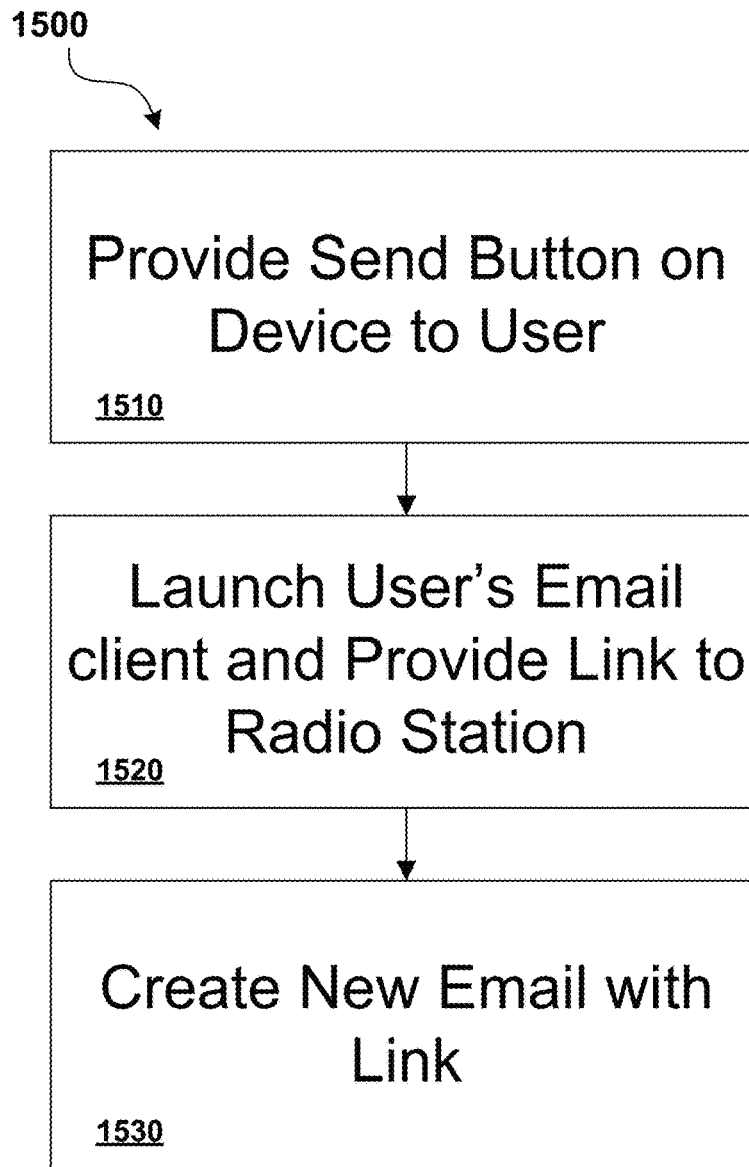 1500
Provide Send Button on
Device to User
1510
Launch User’s Email
client and Provide Link to
Radio Station
1520
Create New Email with
Link
1530